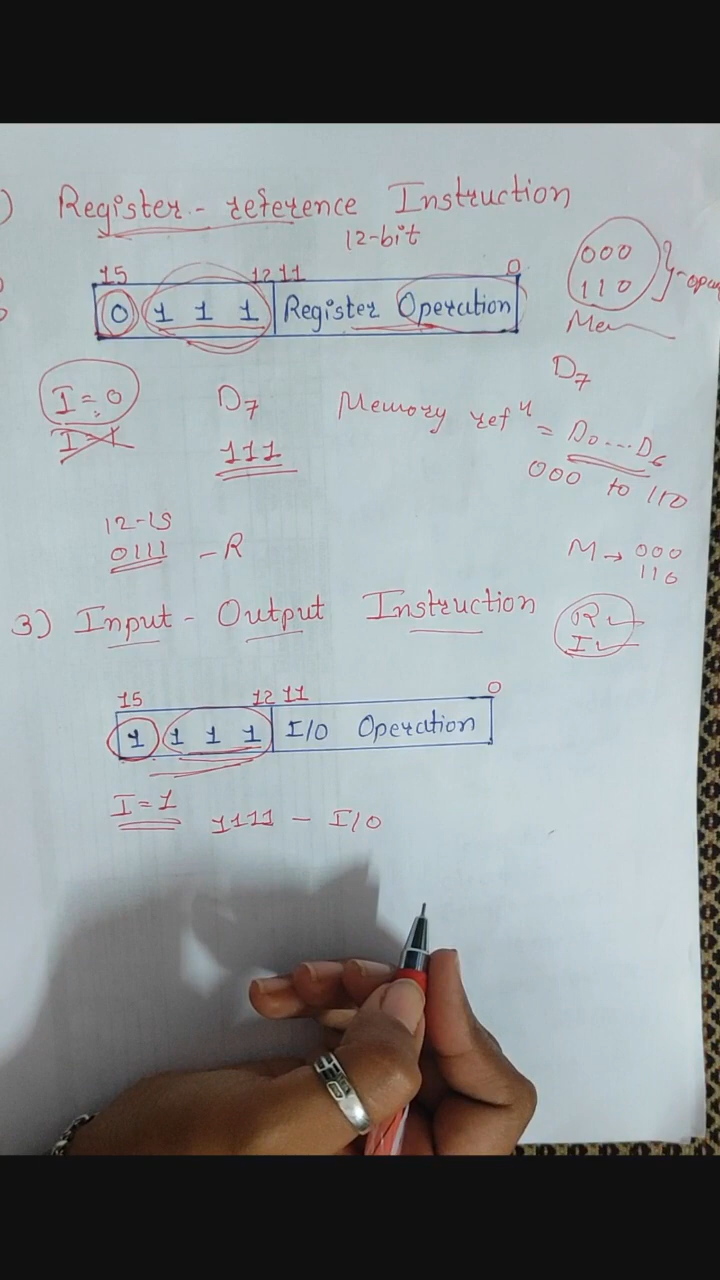 ) Register - reference Instruction
12-bit
15 12 11 0
0 1 1 1 Register Operation
000
110
I = 0 D7
I=1 111
D7
Memory ref = D0...D6
000 to 110
12-15
0111 - R
M → 000
110
R
I
3) Input - Output Instruction
15 12 11 0
1 1 1 1 I/O Operation
I = 1 1111 - I/O